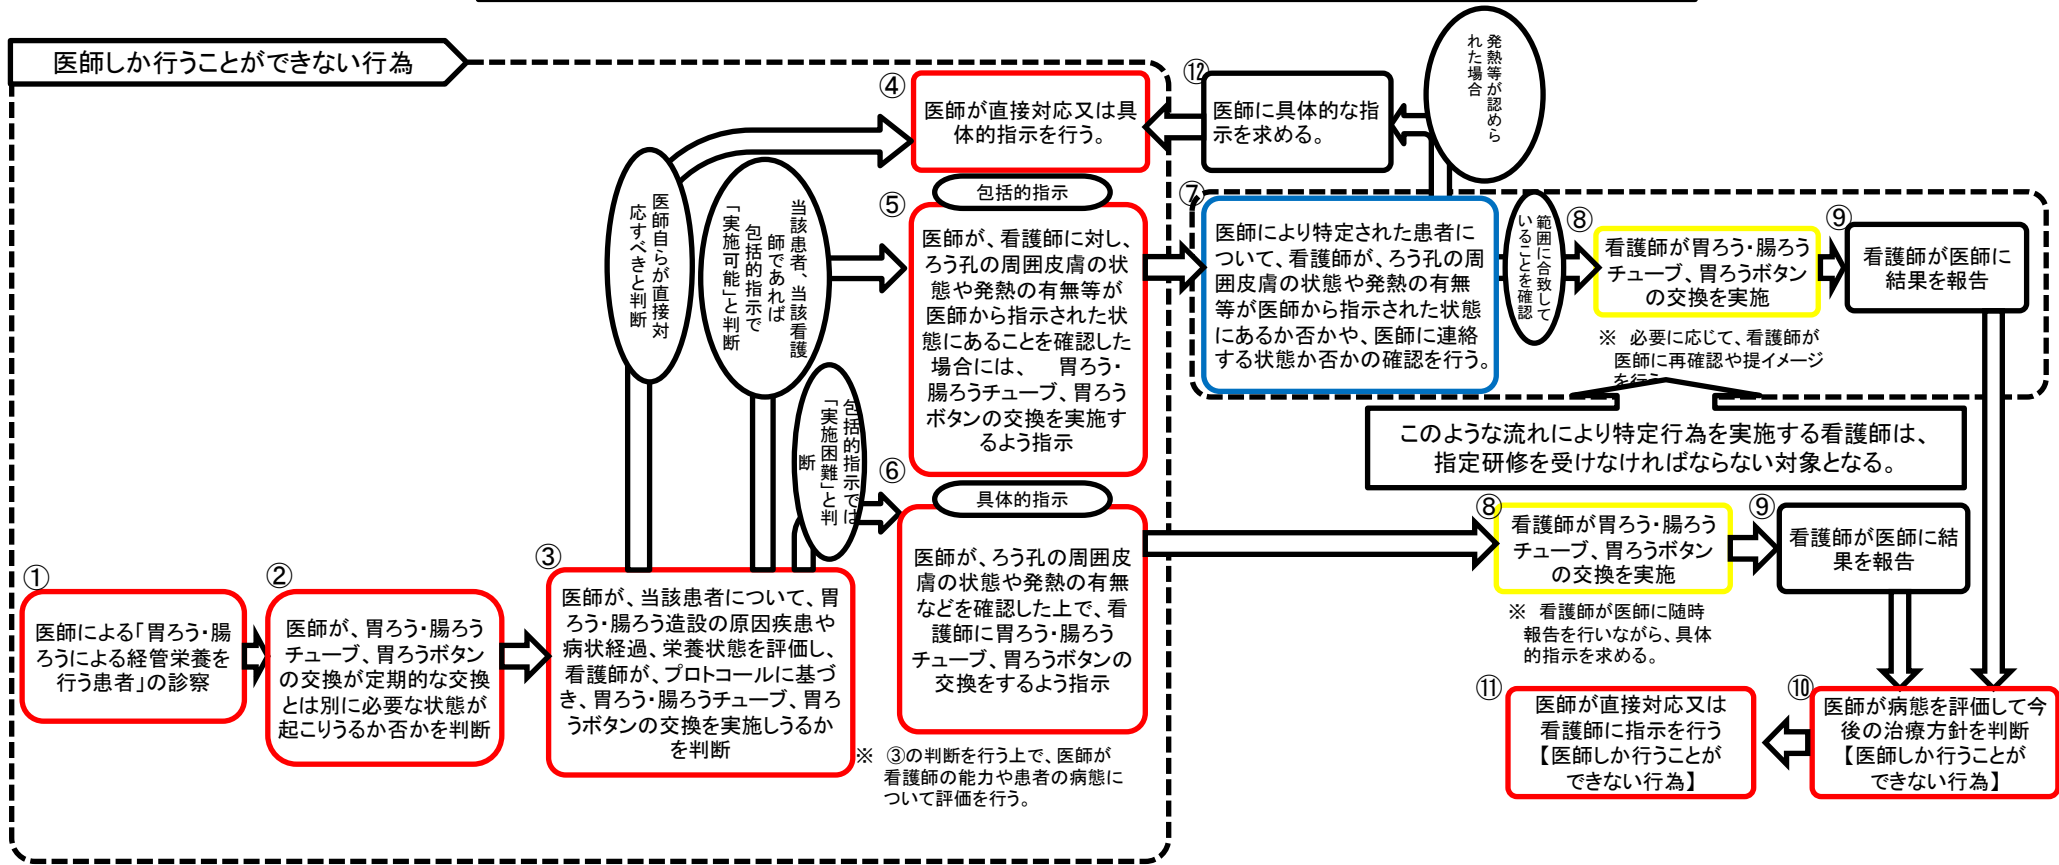 医師しか行うことができない行為
①
医師による「胃ろう・腸
ろうによる経管栄養を
行う患者」の診察
②
医師が、胃ろう・腸ろう
チューブ、胃ろうボタン
の交換が定期的な交換
とは別に必要な状態が
起こりうるか否かを判断
③
医師が、当該患者について、胃
ろう・腸ろう造設の原因疾患や
病状経過、栄養状態を評価し、
看護師が、プロトコールに基づ
き、胃ろう・腸ろうチューブ、胃ろ
うボタンの交換を実施しうるか
を判断
※ ③の判断を行う上で、医師が
看護師の能力や患者の病態に
ついて評価を行う。
医師自らが直接対
応すべきと判断
当該患者、当該看護
師であれば
包括的指示で
「実施可能」と判断
包括的指示では
「実施困難」と判
断
④
医師が直接対応又は具
体的指示を行う。
⑤
包括的指示
医師が、看護師に対し、
ろう孔の周囲皮膚の状
態や発熱の有無等が
医師から指示された状
態にあることを確認した
場合には、 胃ろう・
腸ろうチューブ、胃ろう
ボタンの交換を実施す
るよう指示
⑥
具体的指示
医師が、ろう孔の周囲皮
膚の状態や発熱の有無
などを確認した上で、看
護師に胃ろう・腸ろう
チューブ、胃ろうボタンの
交換をするよう指示
⑫
医師に具体的な指
示を求める。
発熱等が認めら
れた場合
⑦
医師により特定された患者に
ついて、看護師が、ろう孔の周
囲皮膚の状態や発熱の有無
等が医師から指示された状態
にあるか否かや、医師に連絡
する状態か否かの確認を行う。
範囲に合致して
いることを確認
⑧
看護師が胃ろう・腸ろう
チューブ、胃ろうボタン
の交換を実施
※ 必要に応じて、看護師が
医師に再確認や提イメージ
を行う
⑨
看護師が医師に
結果を報告
このような流れにより特定行為を実施する看護師は、
指定研修を受けなければならない対象となる。
⑧
看護師が胃ろう・腸ろう
チューブ、胃ろうボタン
の交換を実施
※ 看護師が医師に随時
報告を行いながら、具体
的指示を求める。
⑨
看護師が医師に結
果を報告
⑩
医師が病態を評価して今
後の治療方針を判断
【医師しか行うことが
できない行為】
⑪
医師が直接対応又は
看護師に指示を行う
【医師しか行うことが
できない行為】